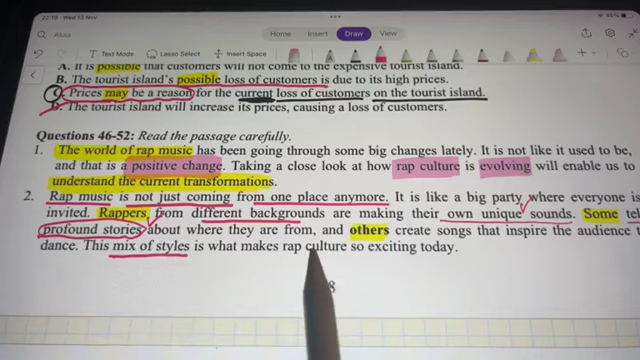 22:19 Wed 13 Nov
Alula
Home Insert Draw View
Text Mode Lasso Select Insert Space
A. It is possible that customers will not come to the expensive tourist island.
B. The tourist island's possible loss of customers is due to its high prices.
C. Prices may be a reason for the current loss of customers on the tourist island.
D. The tourist island will increase its prices, causing a loss of customers.
Questions 46-52: Read the passage carefully.
1. The world of rap music has been going through some big changes lately. It is not like it used to be,
and that is a positive change. Taking a close look at how rap culture is evolving will enable us to
understand the current transformations.
2. Rap music is not just coming from one place anymore. It is like a big party where everyone is
invited. Rappers from different backgrounds are making their own unique sounds. Some tel
profound stories about where they are from, and others create songs that inspire the audience t
dance. This mix of styles is what makes rap culture so exciting today.
8